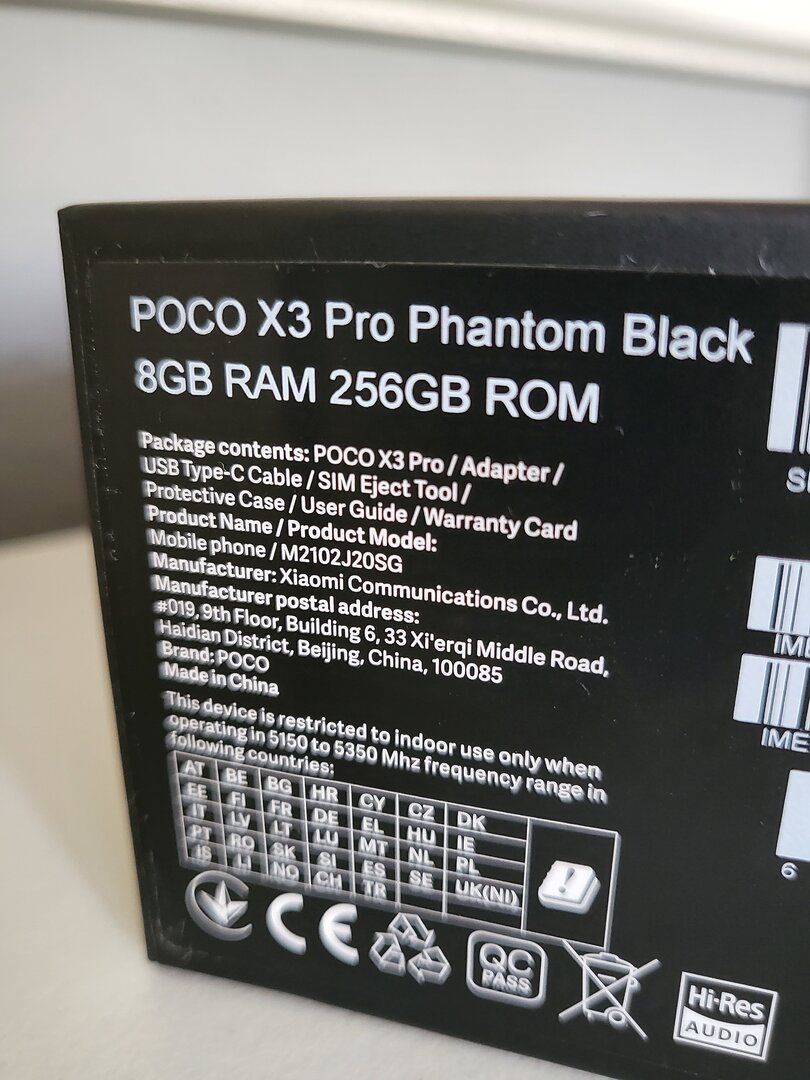 POCO X3 Pro Phantom Black
8GB RAM 256GB ROM
Package contents: POCO X3 Pro / Adapter /
USB Type-C Cable / SIM Eject Tool /
Protective Case / User Guide / Warranty Card
Product Name / Product Model:
Mobile phone / M2102J20SG
Manufacturer: Xiaomi Communications Co., Ltd.
Manufacturer postal address:
#019, 9th Floor, Building 6, 33 Xi'erqi Middle Road,
Haidian District, Beijing, China, 100085
Brand: POCO
Made in China
This device is restricted to indoor use only when
operating in 5150 to 5350 Mhz frequency range in
following countries:
AT BE BG HR CY CZ DK
EE FI FR DE EL HU IE
IT LV LT LU MT NL PL
PT RO SK SI ES SE UK(NI)
IS LI NO CH TR
!
CE
QC
PASS
Hi-Res
AUDIO
6